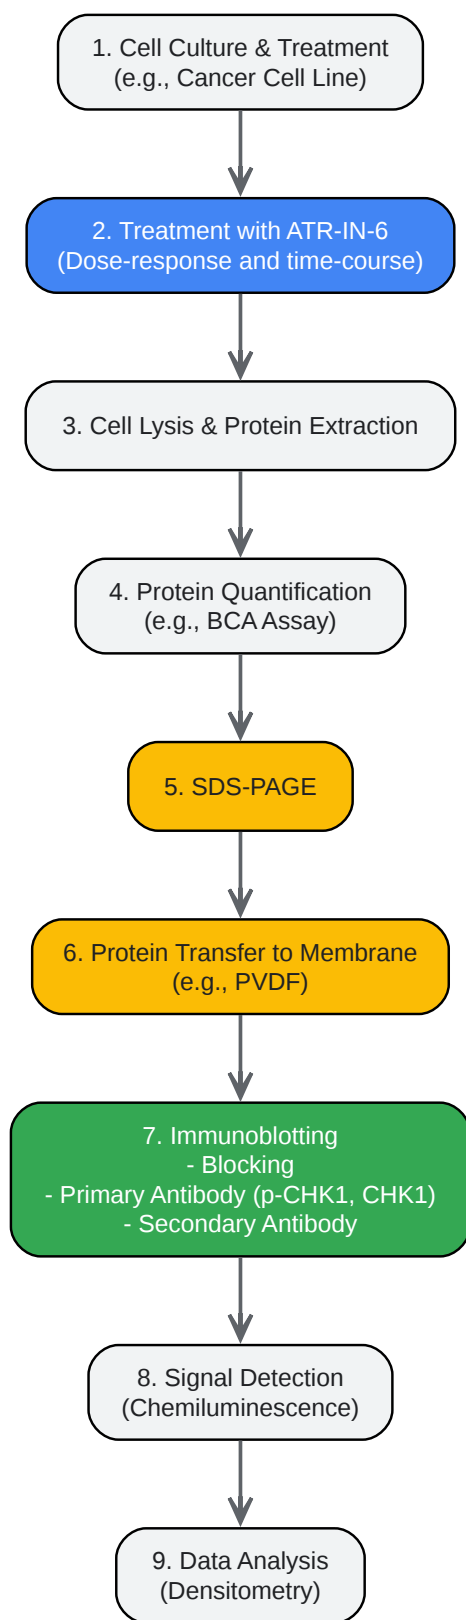 1. Cell Culture & Treatment
(e.g., Cancer Cell Line)
2. Treatment with ATR-IN-6
(Dose-response and time-course)
3. Cell Lysis & Protein Extraction
4. Protein Quantification
(e.g., BCA Assay)
5. SDS-PAGE
6. Protein Transfer to Membrane
(e.g., PVDF)
7. Immunoblotting
- Blocking
- Primary Antibody (p-CHK1, CHK1)
- Secondary Antibody
8. Signal Detection
(Chemiluminescence)
9. Data Analysis
(Densitometry)